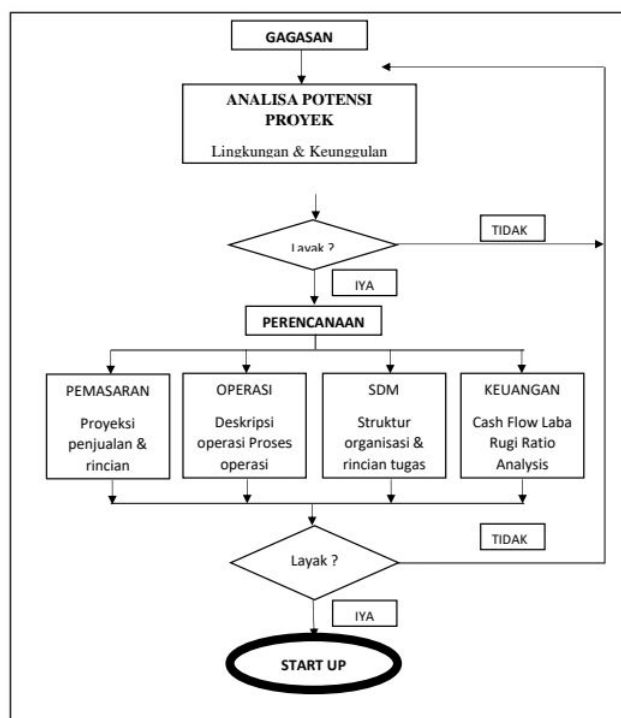 GAGASAN
ANALISA POTENSI
PROYEK
Lingkungan & Keunggulan
Layak ?
TIDAK
IYA
PERENCANAAN
PEMASARAN
Proyeksi
penjualan &
rincian
OPERASI
Deskripsi
operasi Proses
operasi
SDM
Struktur
organisasi &
rincian tugas
KEUANGAN
Cash Flow Laba
Rugi Ratio
Analysis
Layak ?
TIDAK
IYA
START UP